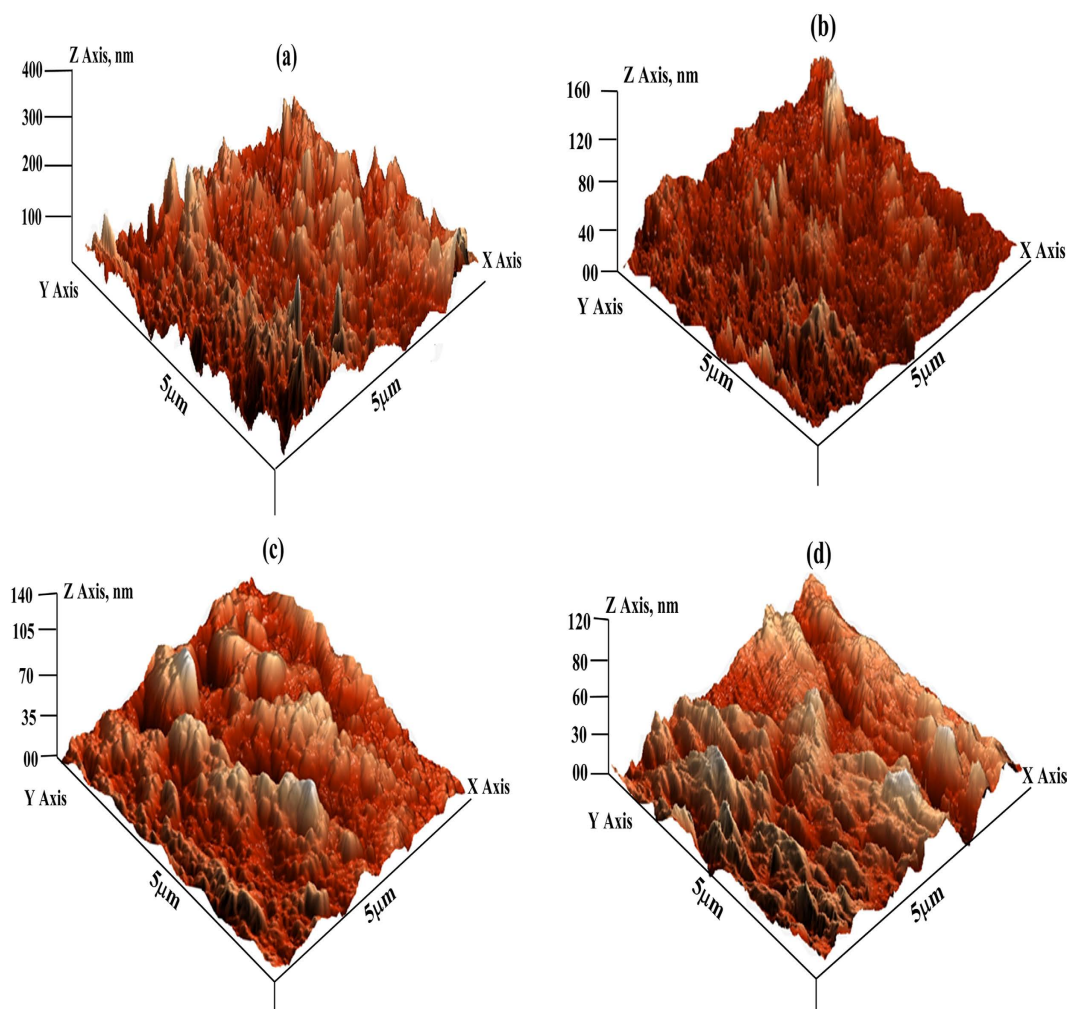 (a)
Z Axis, nm
400
300
200
100
X Axis
Y Axis
5μm
5μm
(b)
Z Axis, nm
160
120
80
40
00
X Axis
Y Axis
5μm
5μm
(c)
Z Axis, nm
140
105
70
35
00
X Axis
Y Axis
5μm
5μm
(d)
Z Axis, nm
120
80
60
30
00
X Axis
Y Axis
5μm
5μm